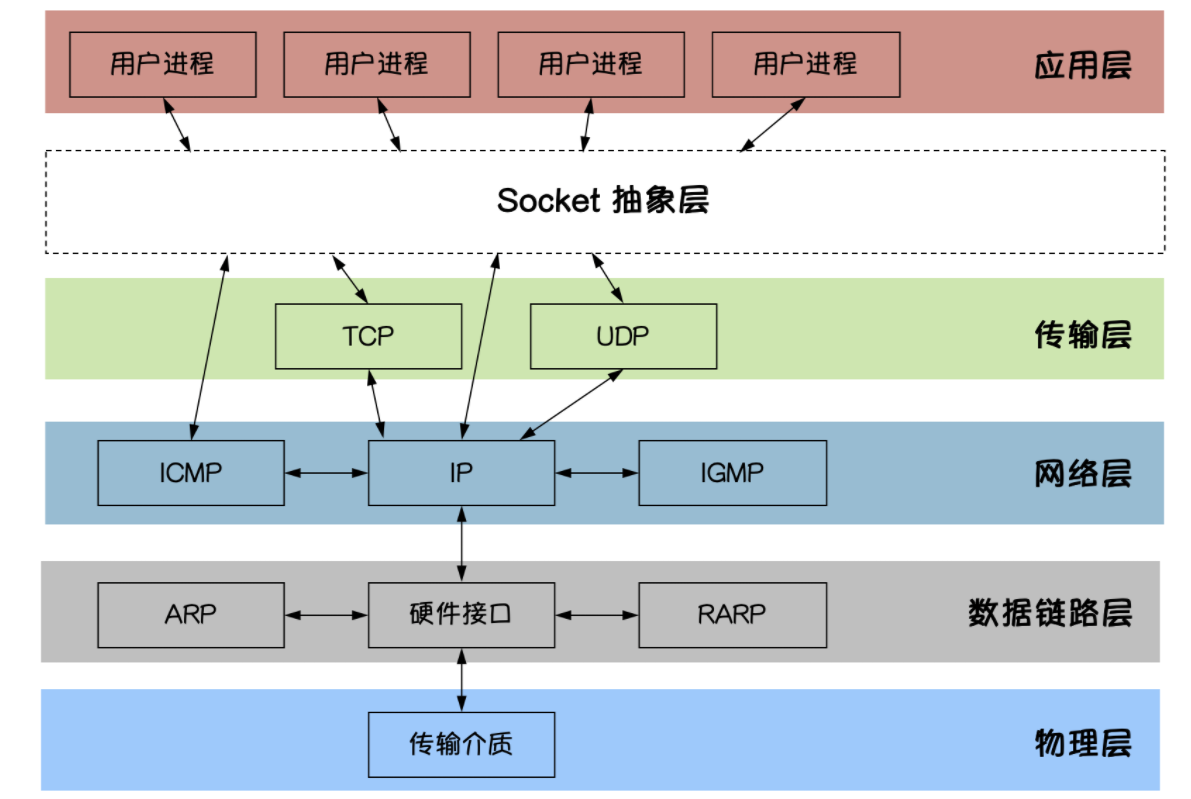 用户进程 用户进程 用户进程 用户进程 应用层
Socket 抽象层
TCP UDP 传输层
ICMP IP IGMP 网络层
ARP 硬件接口 RARP 数据链路层
传输介质 物理层